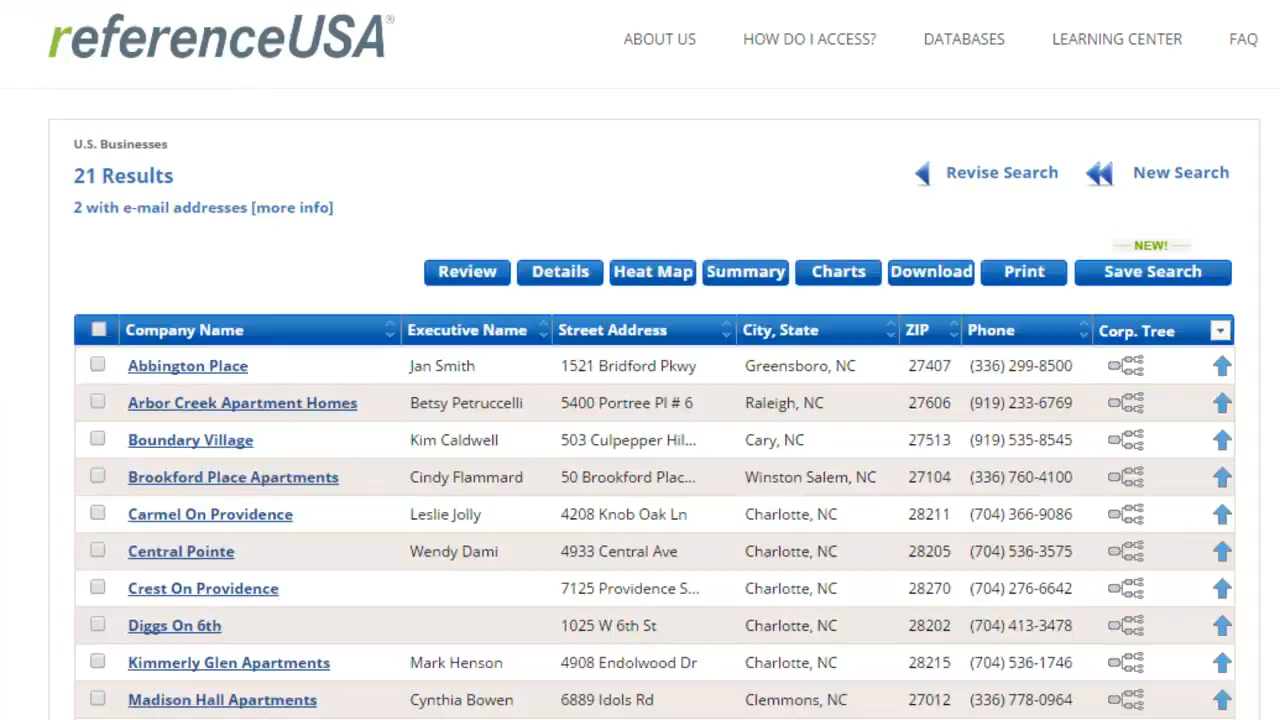 referenceUSA®
ABOUT US HOW DO I ACCESS? DATABASES LEARNING CENTER FAQ
U.S. Businesses
21 Results
Revise Search New Search
2 with e-mail addresses [more info]
NEW!
Review Details Heat Map Summary Charts Download Print Save Search
Company Name Executive Name Street Address City, State ZIP Phone Corp. Tree
Abbington Place Jan Smith 1521 Bridford Pkwy Greensboro, NC 27407 (336) 299-8500
Arbor Creek Apartment Homes Betsy Petruccelli 5400 Portree Pl # 6 Raleigh, NC 27606 (919) 233-6769
Boundary Village Kim Caldwell 503 Culpepper Hil... Cary, NC 27513 (919) 535-8545
Brookford Place Apartments Cindy Flammard 50 Brookford Plac... Winston Salem, NC 27104 (336) 760-4100
Carmel On Providence Leslie Jolly 4208 Knob Oak Ln Charlotte, NC 28211 (704) 366-9086
Central Pointe Wendy Dami 4933 Central Ave Charlotte, NC 28205 (704) 536-3575
Crest On Providence 7125 Providence S... Charlotte, NC 28270 (704) 276-6642
Diggs On 6th 1025 W 6th St Charlotte, NC 28202 (704) 413-3478
Kimmerly Glen Apartments Mark Henson 4908 Endolwood Dr Charlotte, NC 28215 (704) 536-1746
Madison Hall Apartments Cynthia Bowen 6889 Idols Rd Clemmons, NC 27012 (336) 778-0964